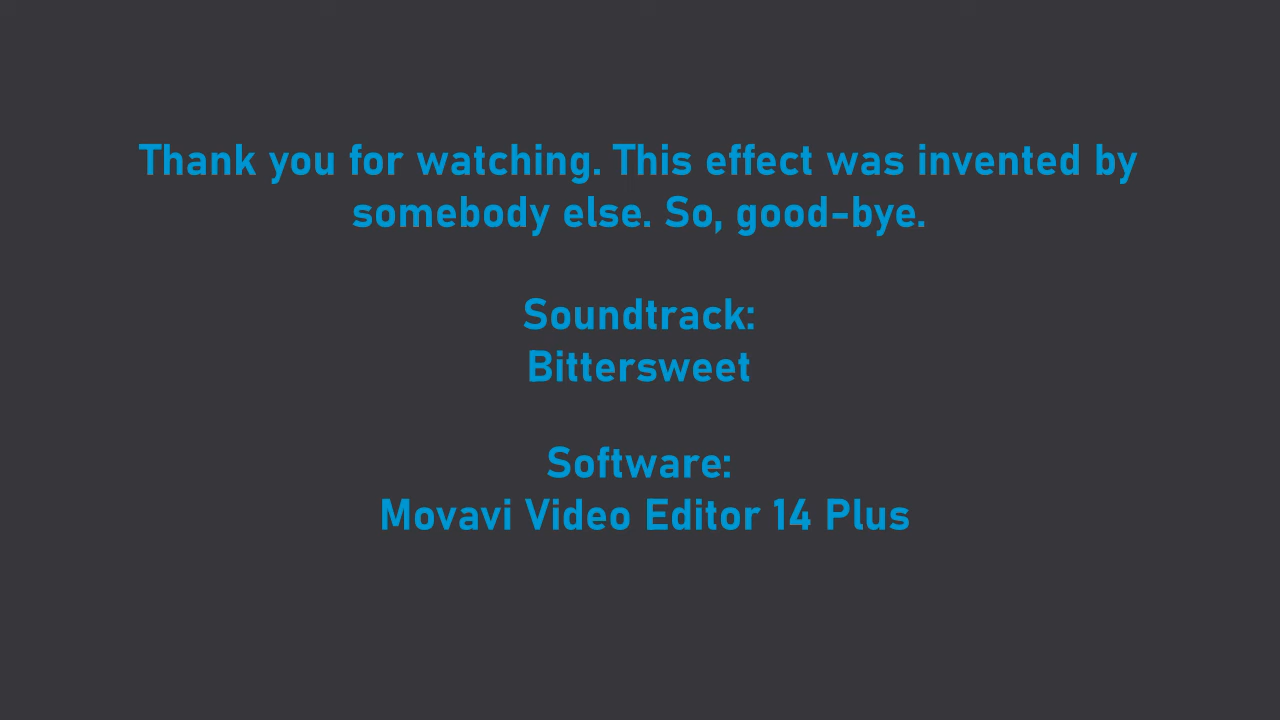 Thank you for watching. This effect was invented by
somebody else. So, good-bye.
Soundtrack:
Bittersweet
Software:
Movavi Video Editor 14 Plus